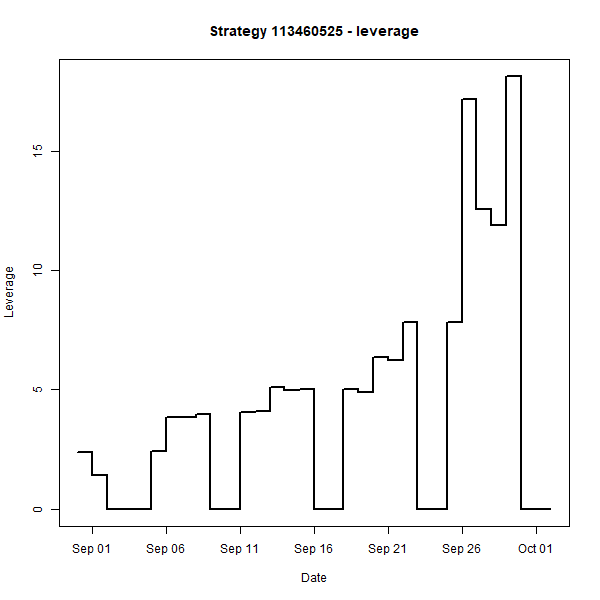 Strategy 113460525 - leverage
Leverage
15
10
5
0
Sep 01 Sep 06 Sep 11 Sep 16 Sep 21 Sep 26 Oct 01
Date